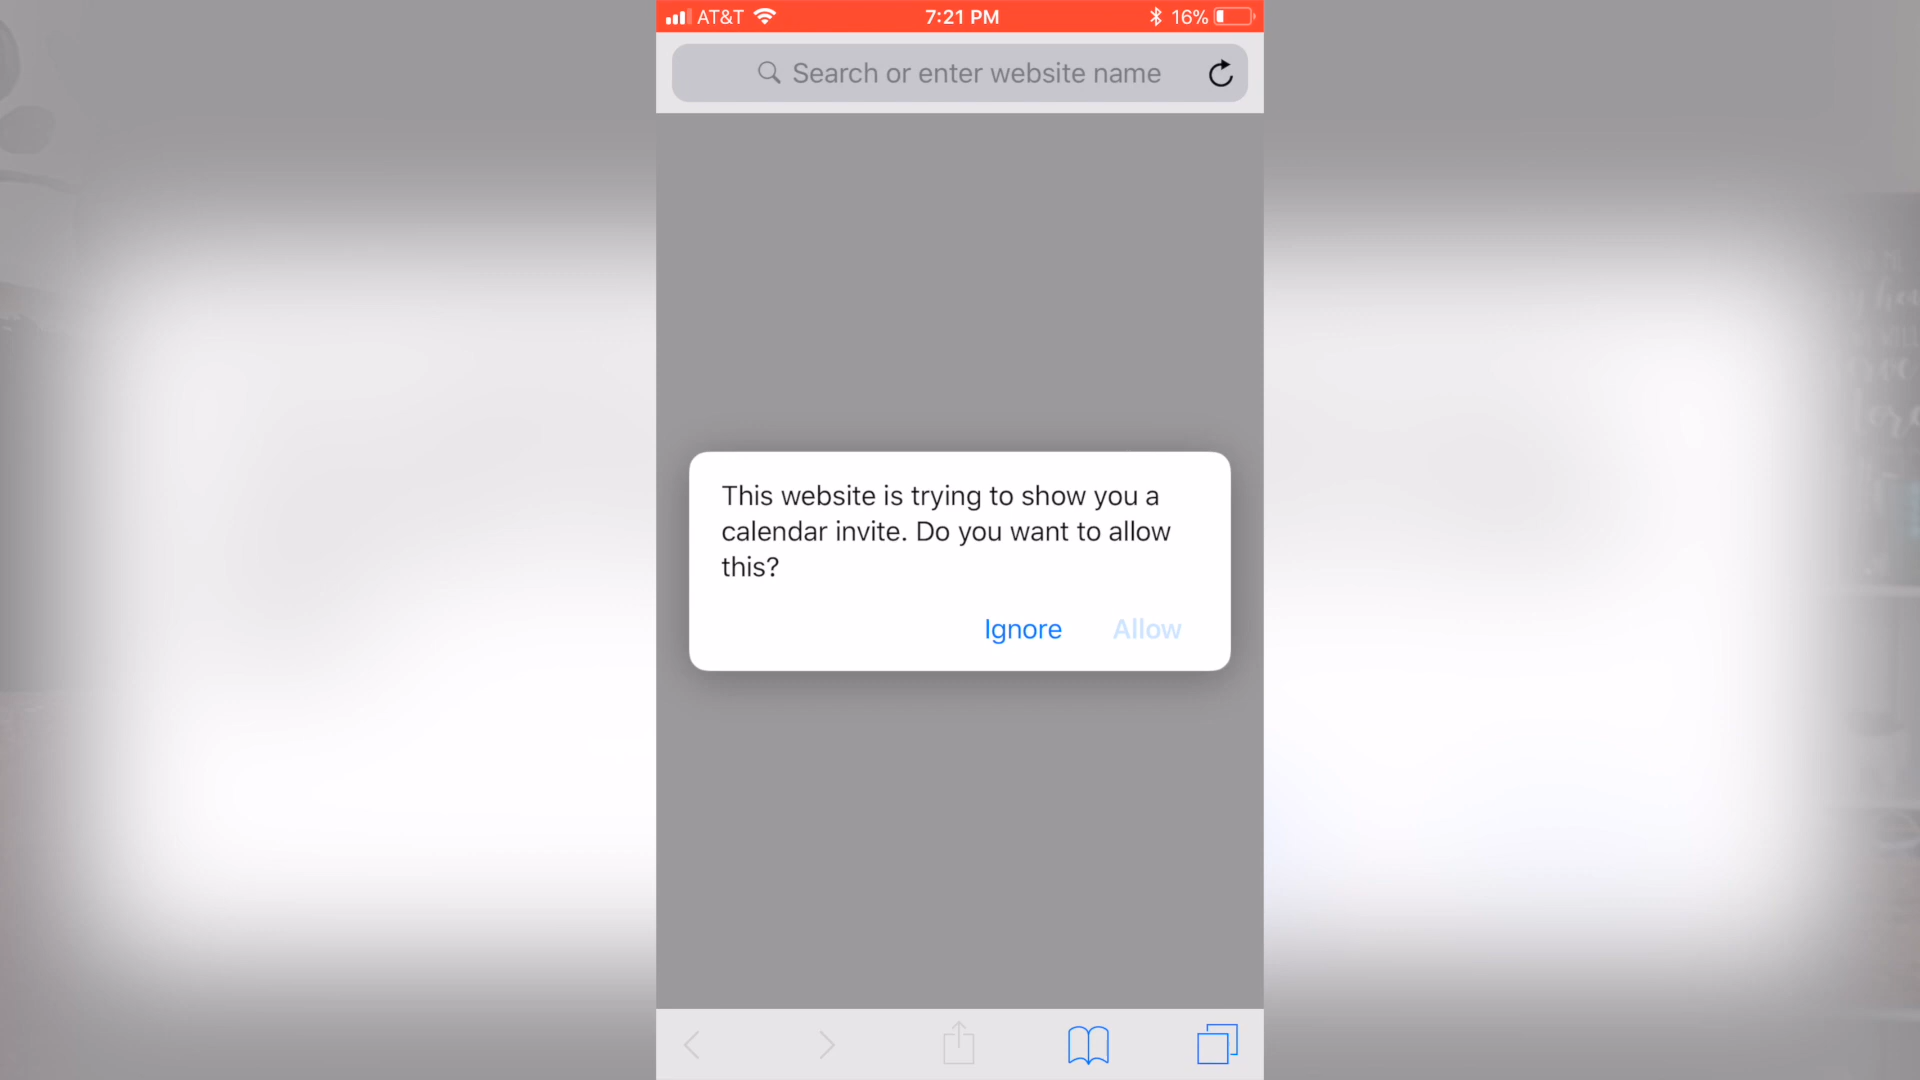 AT&T 7:21 PM 16%
Search or enter website name
This website is trying to show you a
calendar invite. Do you want to allow
this?
Ignore Allow